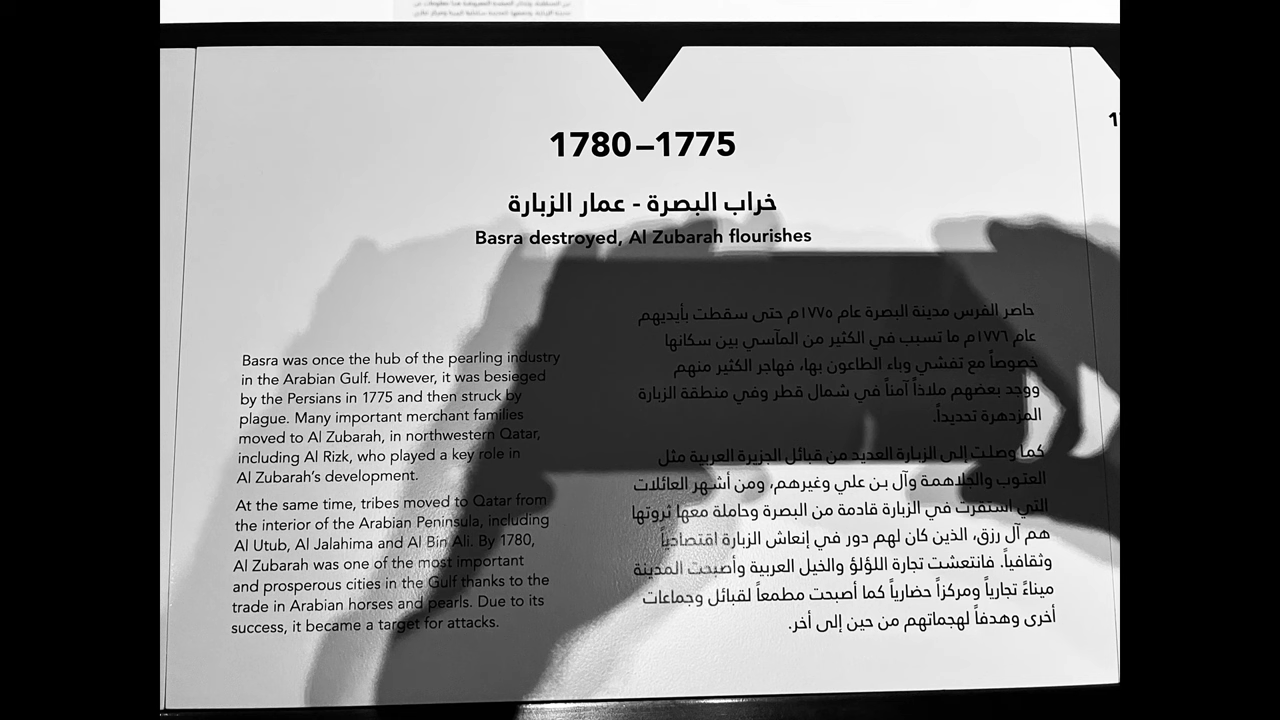 1780–1775
خراب البصرة - عمار الزبارة
Basra destroyed, Al Zubarah flourishes
Basra was once the hub of the pearling industry
in the Arabian Gulf. However, it was besieged
by the Persians in 1775 and then struck by
plague. Many important merchant families
moved to Al Zubarah, in northwestern Qatar,
including Al Rizk, who played a key role in
Al Zubarah's development.
At the same time, tribes moved to Qatar from
the interior of the Arabian Peninsula, including
Al Utub, Al Jalahima and Al Bin Ali. By 1780,
Al Zubarah was one of the most important
and prosperous cities in the Gulf thanks to the
trade in Arabian horses and pearls. Due to its
success, it became a target for attacks.
حاصر الفرس مدينة البصرة عام ١٧٧٥م حتى سقطت بأيديهم
عام ١٧٧٦م ما تسبب في الكثير من المآسي بين سكانها
خصوصاً مع تفشي وباء الطاعون بها، فهاجر الكثير منهم
ووجد بعضهم ملاذاً آمناً في شمال قطر وفي منطقة الزبارة
المزدهرة تحديداً.
كما وصلت إلى الزبارة العديد من قبائل الجزيرة العربية مثل
العتوب والجلاهمة وآل بن علي وغيرهم، ومن أشهر العائلات
التي استقرت في الزبارة قادمة من البصرة وحاملة معها ثروتها
هم آل رزق، الذين كان لهم دور في إنعاش الزبارة اقتصادياً
وثقافياً. فانتعشت تجارة اللؤلؤ والخيل العربية وأصبحت المدينة
ميناءً تجارياً ومركزاً حضارياً كما أصبحت مطمعاً لقبائل وجماعات
أخرى وهدفاً لهجماتهم من حين إلى أخر.